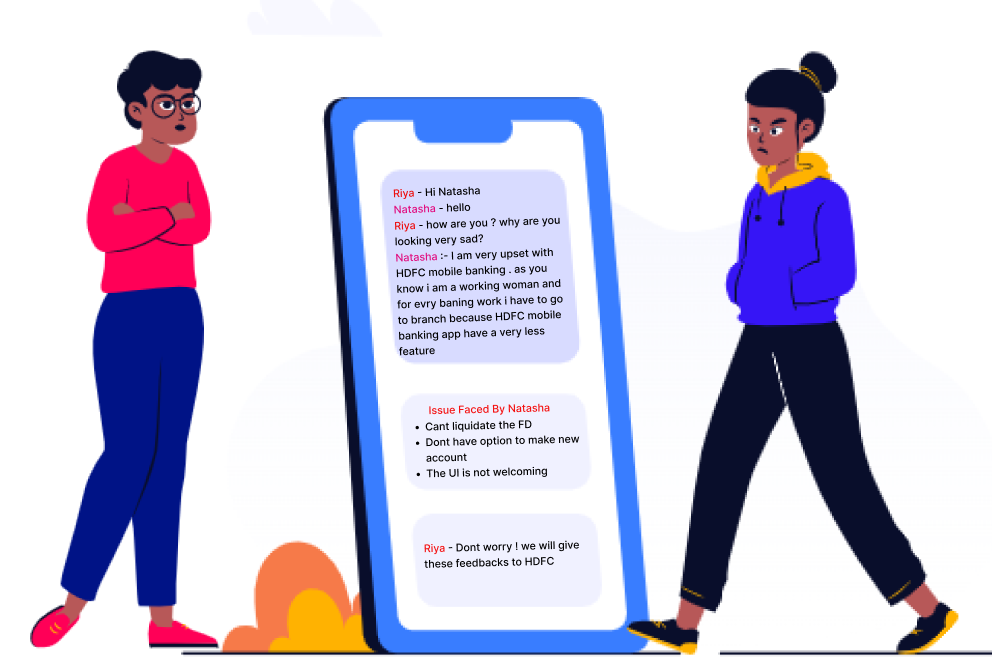 Riya - Hi Natasha
Natasha - hello
Riya - how are you ? why are you
looking very sad?
Natasha :- I am very upset with
HDFC mobile banking . as you
know i am a working woman and
for evry baning work i have to go
to branch because HDFC mobile
banking app have a very less
feature
Issue Faced By Natasha
• Cant liquidate the FD
• Dont have option to make new
account
• The UI is not welcoming
Riya - Dont worry ! we will give
these feedbacks to HDFC